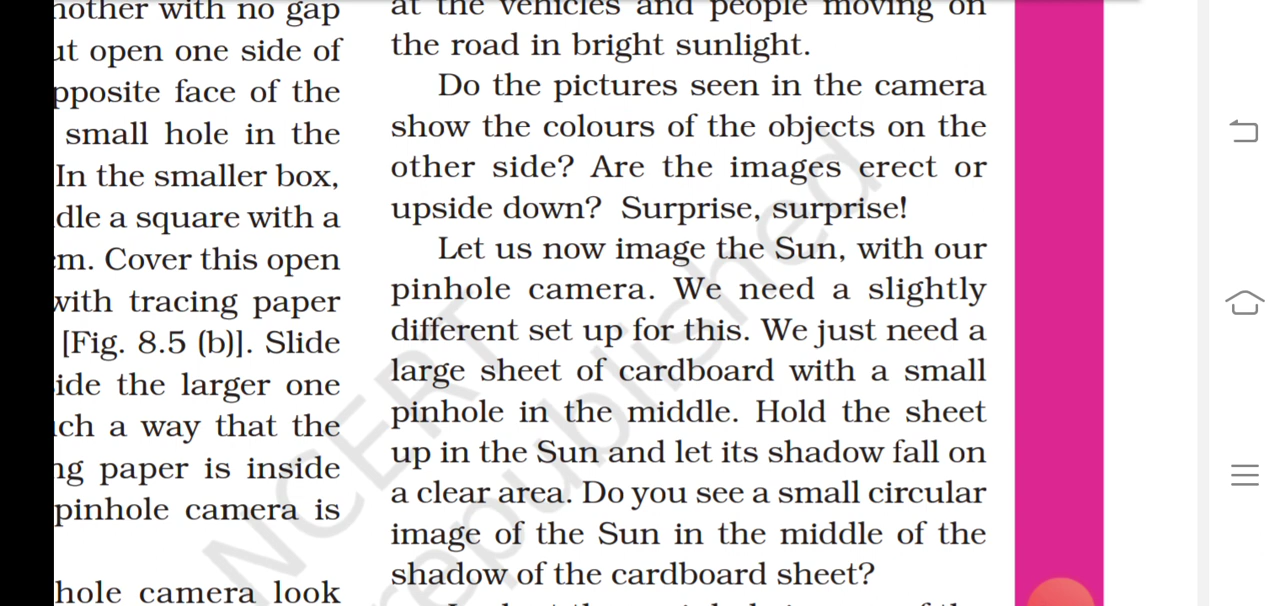 nother with no gap
ut open one side of
pposite face of the
small hole in the
In the smaller box,
dle a square with a
m. Cover this open
with tracing paper
[Fig. 8.5 (b)]. Slide
ide the larger one
ch a way that the
ng paper is inside
pinhole camera is
hole camera look
at the vehicles and people moving on
the road in bright sunlight.
Do the pictures seen in the camera
show the colours of the objects on the
other side? Are the images erect or
upside down? Surprise, surprise!
Let us now image the Sun, with our
pinhole camera. We need a slightly
different set up for this. We just need a
large sheet of cardboard with a small
pinhole in the middle. Hold the sheet
up in the Sun and let its shadow fall on
a clear area. Do you see a small circular
image of the Sun in the middle of the
shadow of the cardboard sheet?
NCERT
republished